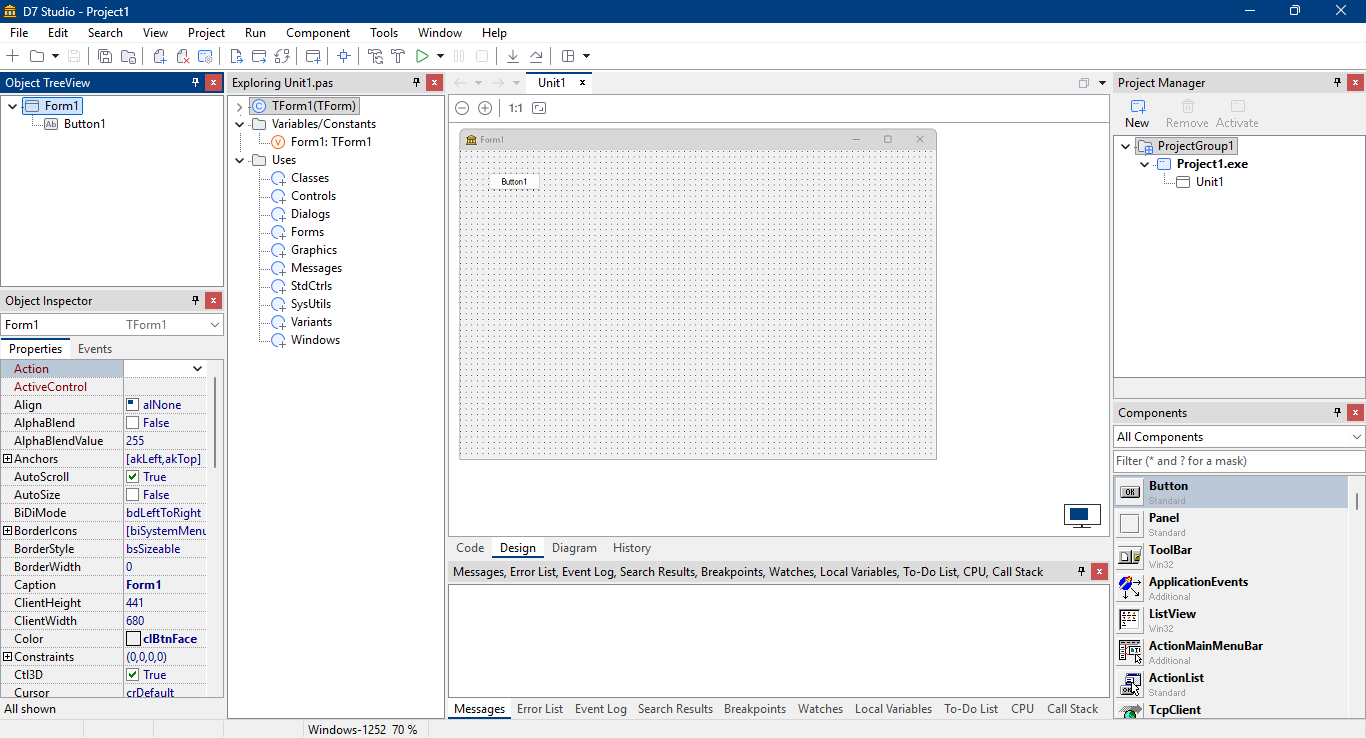 D7 Studio - Project1
File Edit Search View Project Run Component Tools Window Help
Object TreeView
Form1
Button1
Object Inspector
Form1 TForm1
Properties Events
Action
ActiveControl
Align alNone
AlphaBlend False
AlphaBlendValue 255
Anchors [akLeft,akTop]
AutoScroll True
AutoSize False
BiDiMode bdLeftToRight
BorderIcons [biSystemMenu
BorderStyle bsSizeable
BorderWidth 0
Caption Form1
ClientHeight 441
ClientWidth 680
Color clBtnFace
Constraints (0,0,0,0)
Ctl3D True
Cursor crDefault
All shown
Exploring Unit1.pas
TForm1(TForm)
Variables/Constants
Form1: TForm1
Uses
Classes
Controls
Dialogs
Forms
Graphics
Messages
StdCtrls
SysUtils
Variants
Windows
Unit1
1:1
Form1
Button1
Code Design Diagram History
Messages, Error List, Event Log, Search Results, Breakpoints, Watches, Local Variables, To-Do List, CPU, Call Stack
Messages Error List Event Log Search Results Breakpoints Watches Local Variables To-Do List CPU Call Stack
Project Manager
New Remove Activate
ProjectGroup1
Project1.exe
Unit1
Components
All Components
Filter (* and ? for a mask)
OK
Button
Standard
Panel
Standard
ToolBar
Win32
ApplicationEvents
Additional
ListView
Win32
ActionMainMenuBar
Additional
ActionList
Standard
TcpClient
Windows-1252 70 %